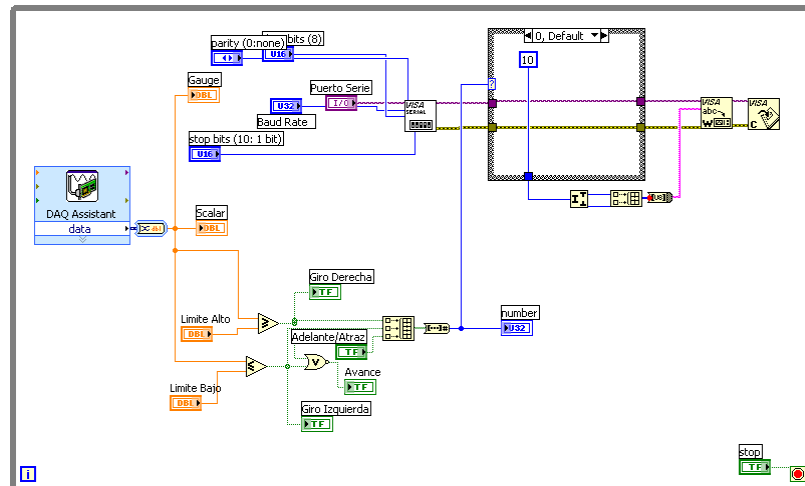 0, Default
parity (0:none)
bits (8)
U16
10
Gauge
DBL
Puerto Serie
I/O
VISA
SERIAL
VISA
abc
W
VISA
C
U32
Baud Rate
stop bits (10: 1 bit)
U16
DAQ Assistant
data
Scalar
DBL
Giro Derecha
TF
Limite Alto
DBL
number
U32
Adelante/Atraz
TF
V
Avance
TF
Limite Bajo
DBL
Giro Izquierda
TF
stop
TF
i